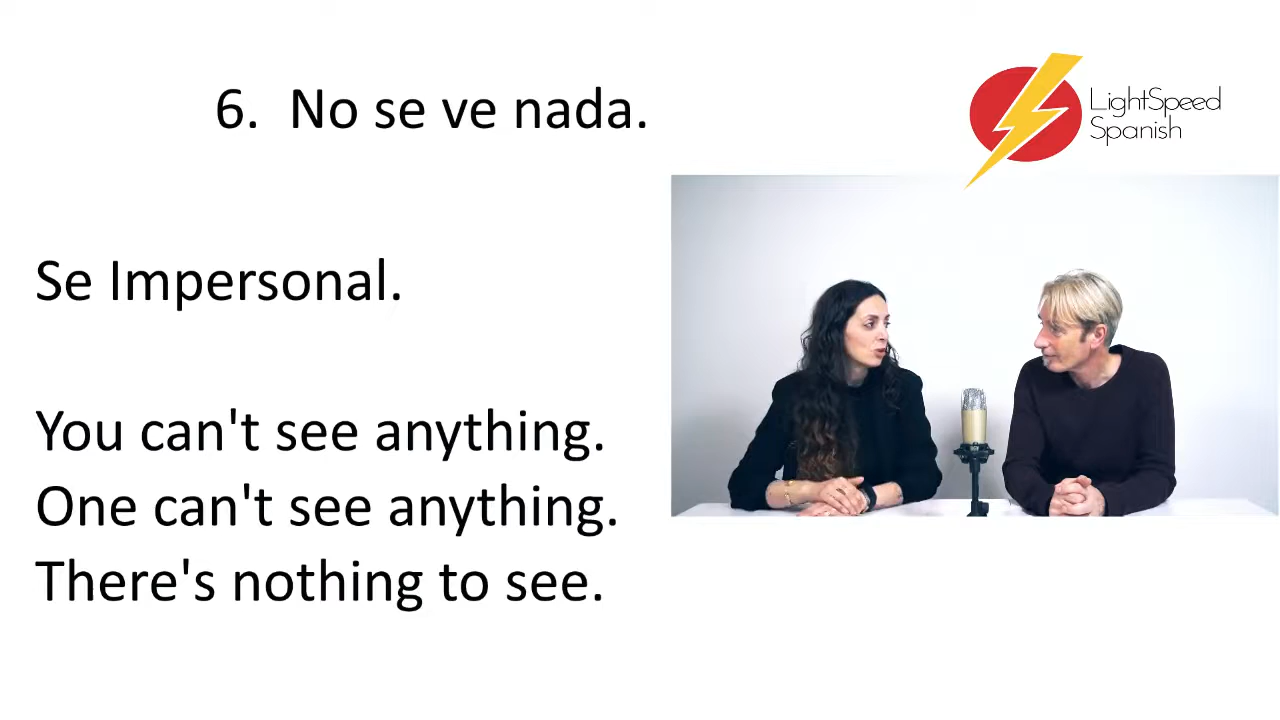 6. No se ve nada.
LightSpeed
Spanish
Se Impersonal.
You can't see anything.
One can't see anything.
There's nothing to see.